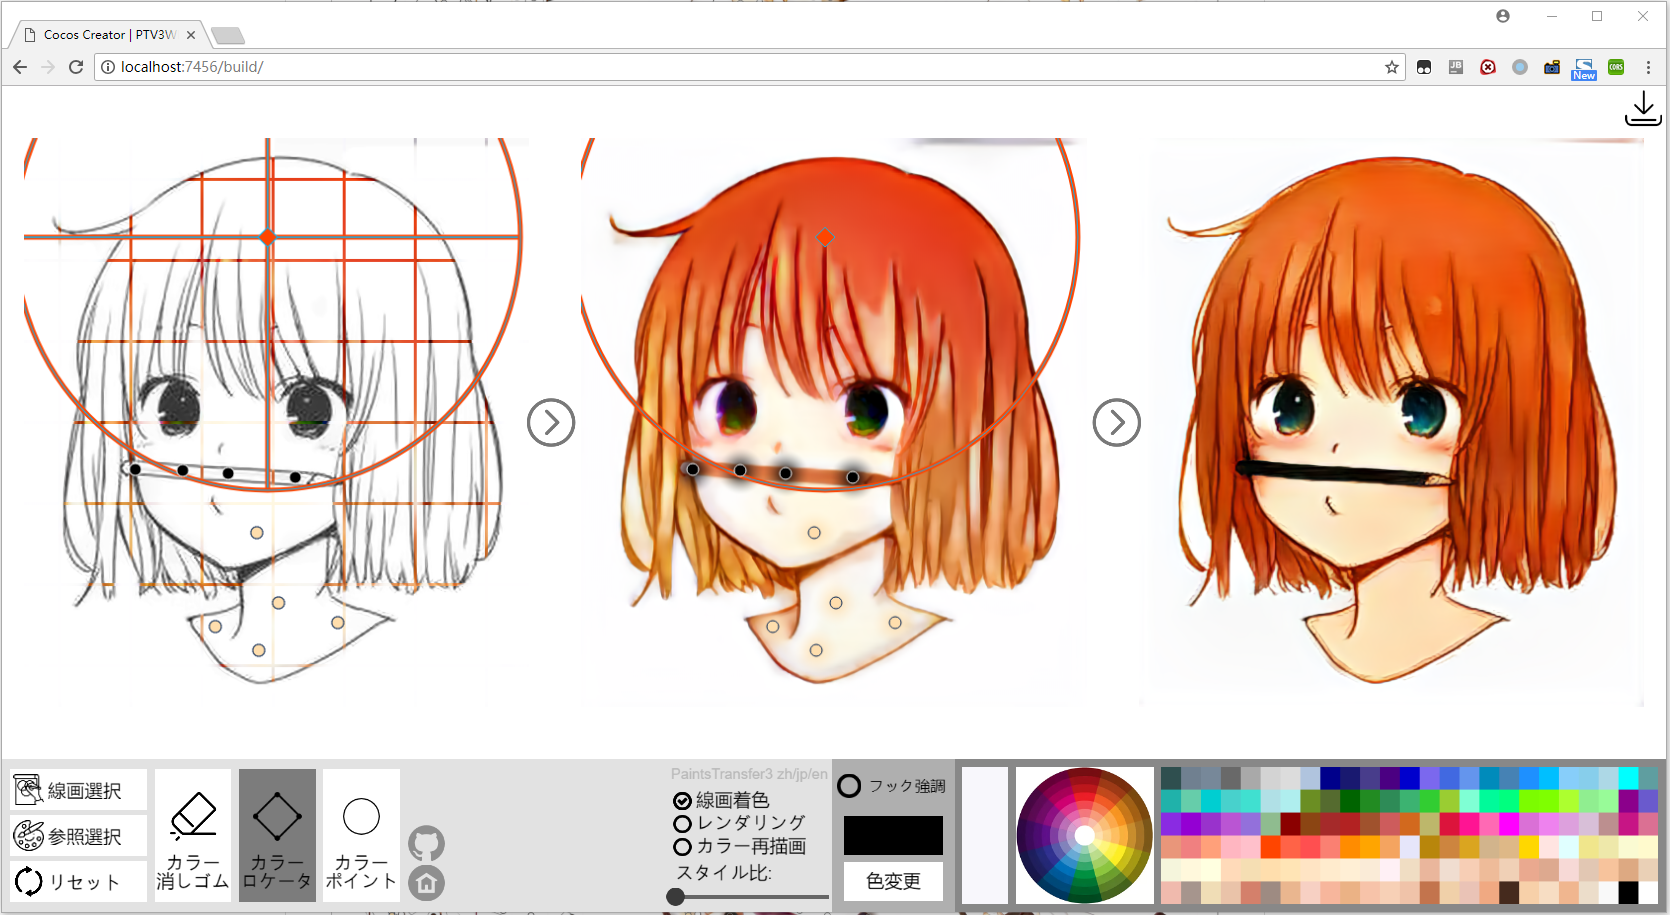 Cocos Creator | PTV3W
localhost:7456/build/
JB
New
CORS
線画選択
参照選択
リセット
カラー
消しゴム
カラー
ロケータ
カラー
ポイント
PaintsTransfer3 zh/jp/en
線画着色
レンダリング
カラー再描画
スタイル比:
フック強調
色変更